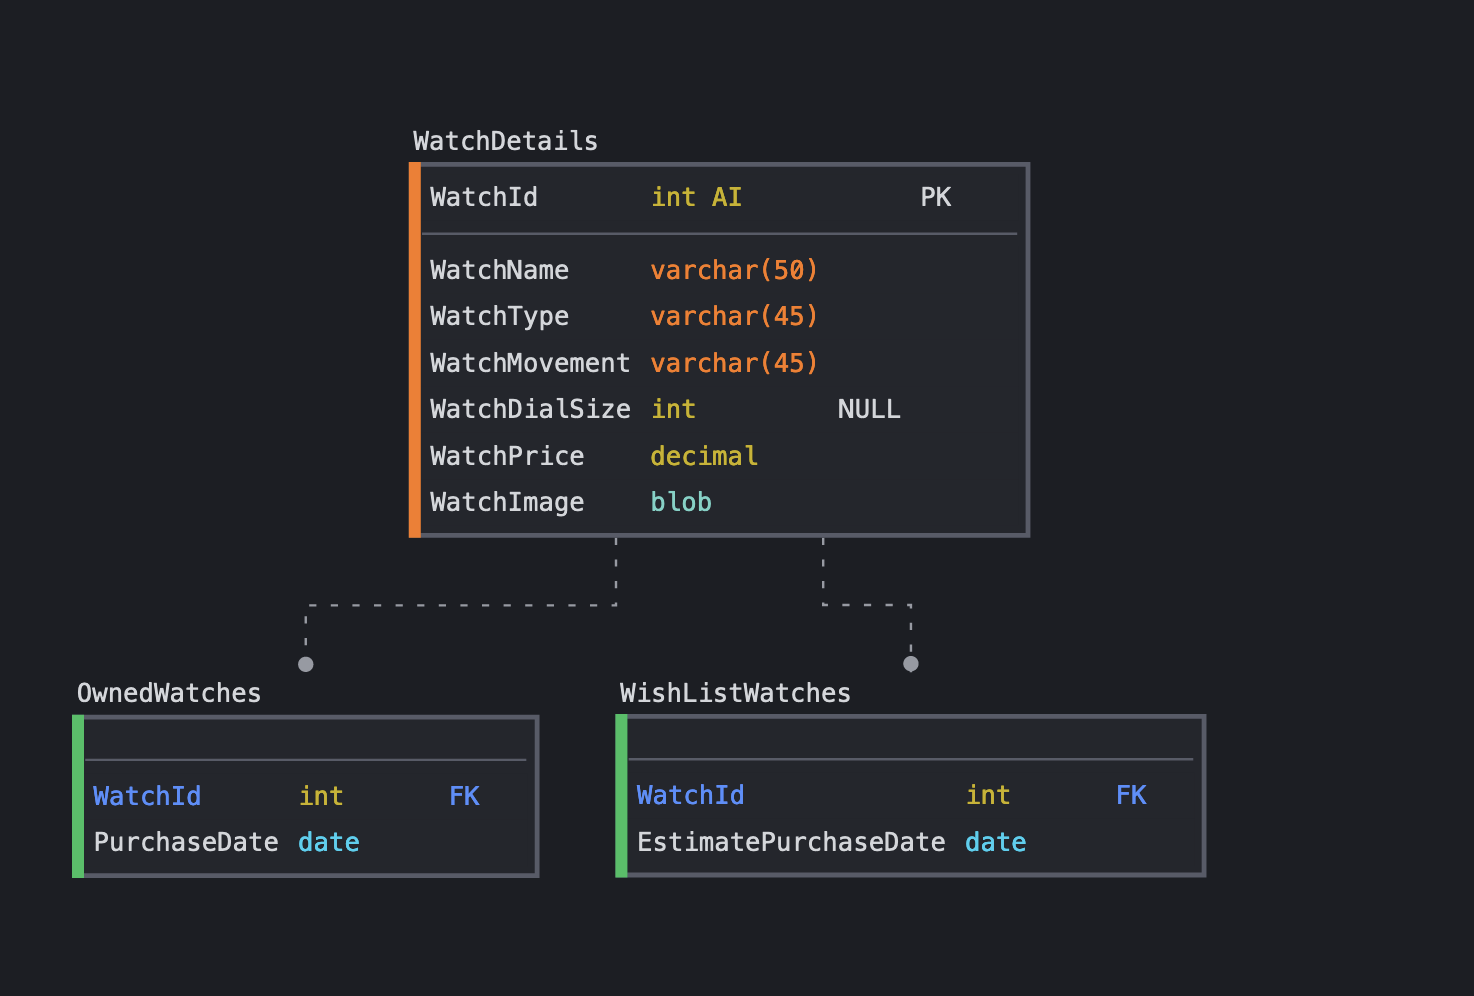 WatchDetails
WatchId int AI PK
WatchName varchar(50)
WatchType varchar(45)
WatchMovement varchar(45)
WatchDialSize int NULL
WatchPrice decimal
WatchImage blob
OwnedWatches
WatchId int FK
PurchaseDate date
WishListWatches
WatchId int FK
EstimatePurchaseDate date